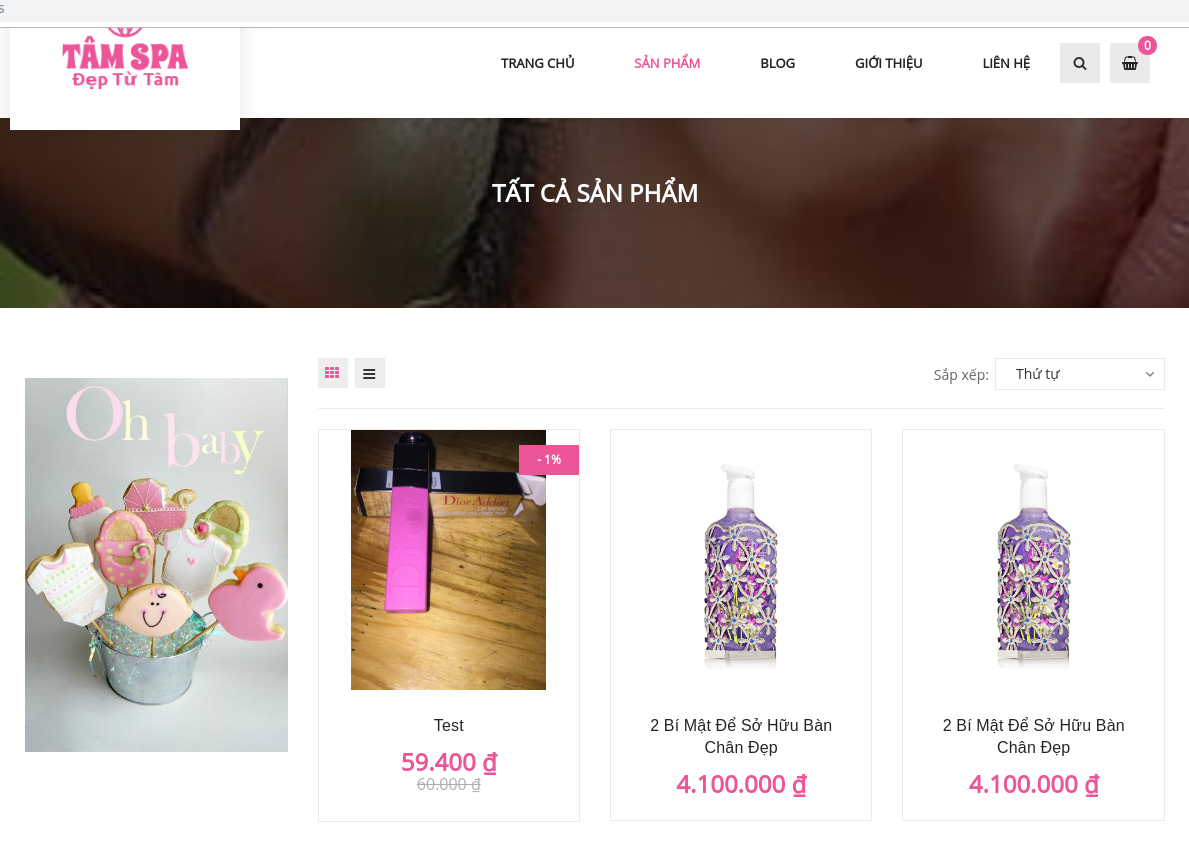 s
TÂM SPA
Đẹp Từ Tâm
TRANG CHỦ
SẢN PHẨM
BLOG
GIỚI THIỆU
LIÊN HỆ
0
TẤT CẢ SẢN PHẨM
Oh baby
Sắp xếp:
Thứ tự
- 1%
Dior Addict
Test
59.400 ₫
60.000 ₫
2 Bí Mật Để Sở Hữu Bàn
Chân Đẹp
4.100.000 ₫
2 Bí Mật Để Sở Hữu Bàn
Chân Đẹp
4.100.000 ₫